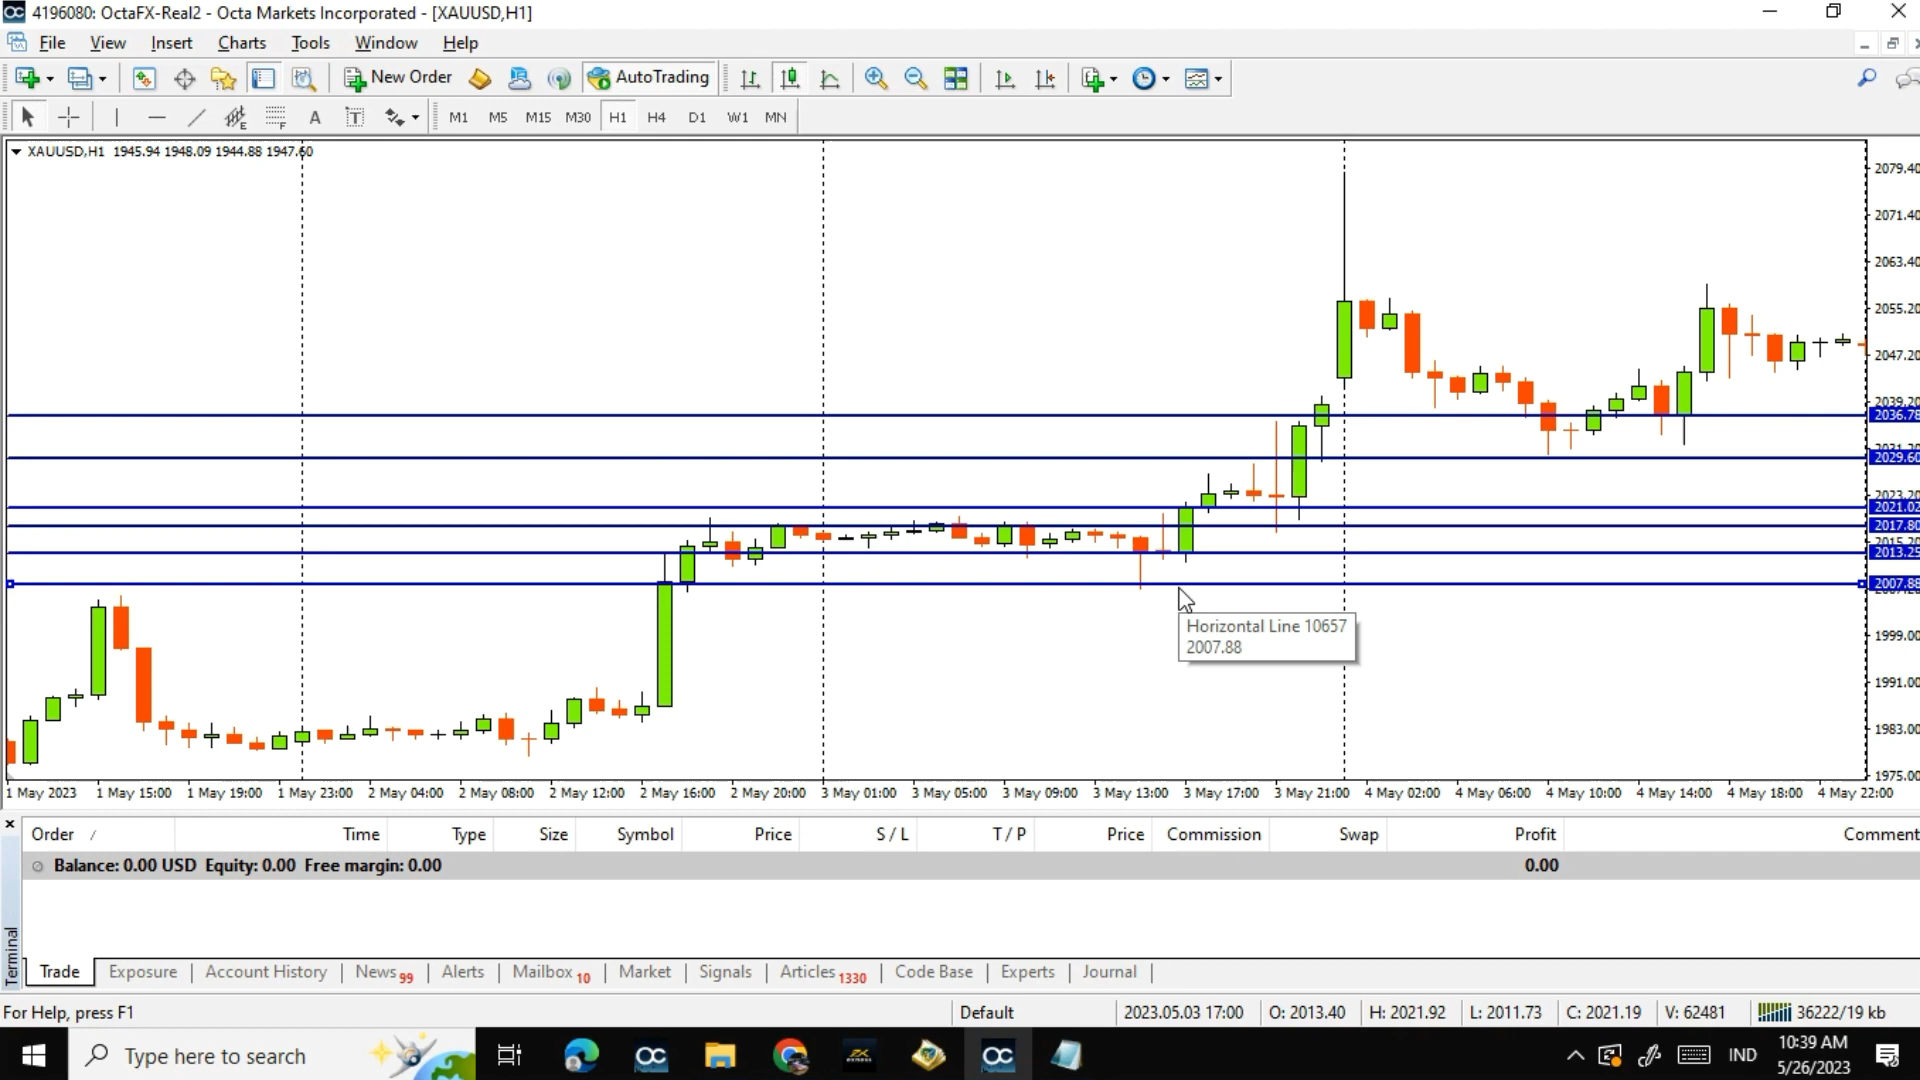 4196080: OctaFX-Real2 - Octa Markets Incorporated - [XAUUSD,H1]
File View Insert Charts Tools Window Help
New Order AutoTrading
E F A T M1 M5 M15 M30 H1 H4 D1 W1 MN
XAUUSD,H1 1945.94 1948.09 1944.88 1947.60
2079.40
2071.40
2063.40
2055.20
2047.20
2039.20
2036.78
2029.60
2023.20
2021.02
2017.80
2015.20
2013.25
2007.88
Horizontal Line 10657
2007.88
1999.00
1991.00
1983.00
1975.00
1 May 2023 1 May 15:00 1 May 19:00 1 May 23:00 2 May 04:00 2 May 08:00 2 May 12:00 2 May 16:00 2 May 20:00 3 May 01:00 3 May 05:00 3 May 09:00 3 May 13:00 3 May 17:00 3 May 21:00 4 May 02:00 4 May 06:00 4 May 10:00 4 May 14:00 4 May 18:00 4 May 22:00
Order / Time Type Size Symbol Price S / L T / P Price Commission Swap Profit Comment
Balance: 0.00 USD Equity: 0.00 Free margin: 0.00 0.00
Terminal
Trade Exposure Account History News 99 Alerts Mailbox 10 Market Signals Articles 1330 Code Base Experts Journal
For Help, press F1 Default 2023.05.03 17:00 O: 2013.40 H: 2021.92 L: 2011.73 C: 2021.19 V: 62481 36222/19 kb
Type here to search IND 10:39 AM
5/26/2023